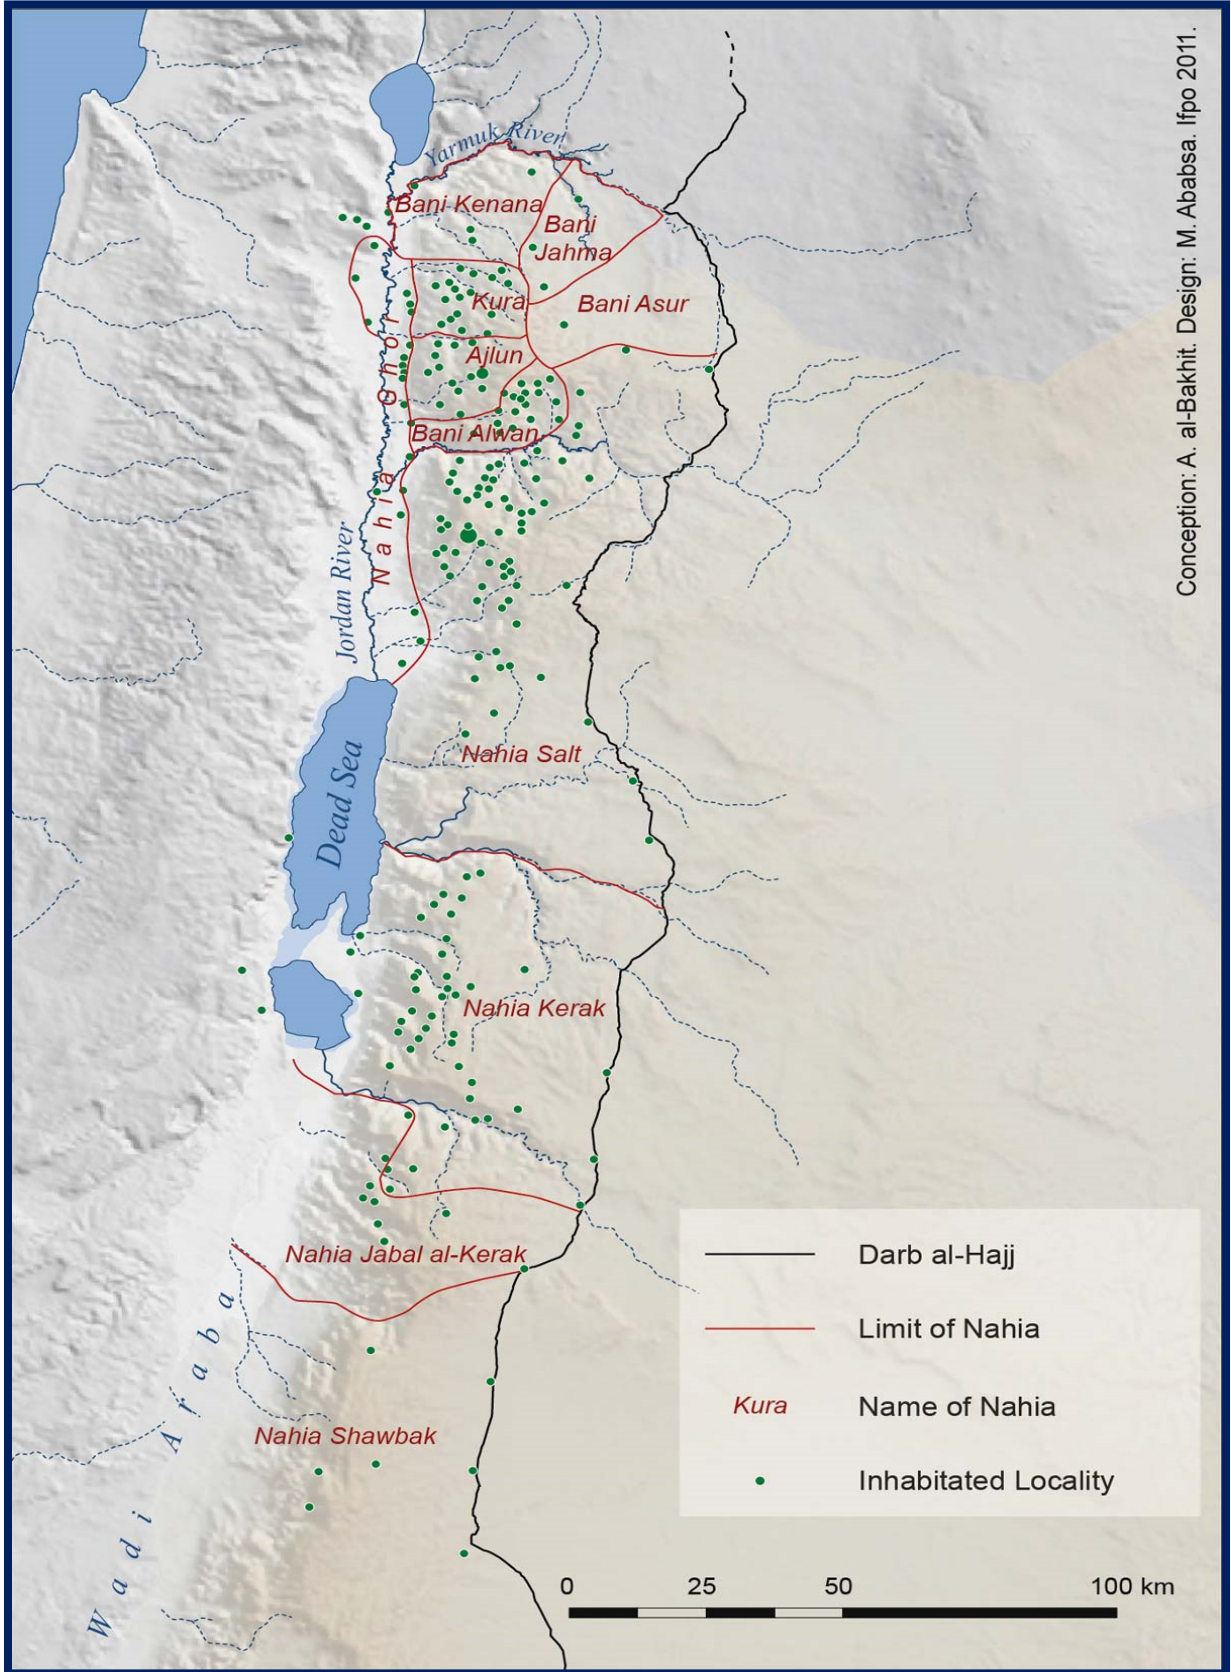 Yarmuk River
Bani Kenana
Bani
Jahma
Kura
Bani Asur
Ajlun
Bani Alwan
Nahia Ghor
Jordan River
Dead Sea
Nahia Salt
Nahia Kerak
Nahia Jabal al-Kerak
Nahia Shawbak
Wadi Araba
Conception: A. al-Bakhit. Design: M. Ababsa. Ifpo 2011.
Darb al-Hajj
Limit of Nahia
Kura Name of Nahia
Inhabitated Locality
0 25 50 100 km